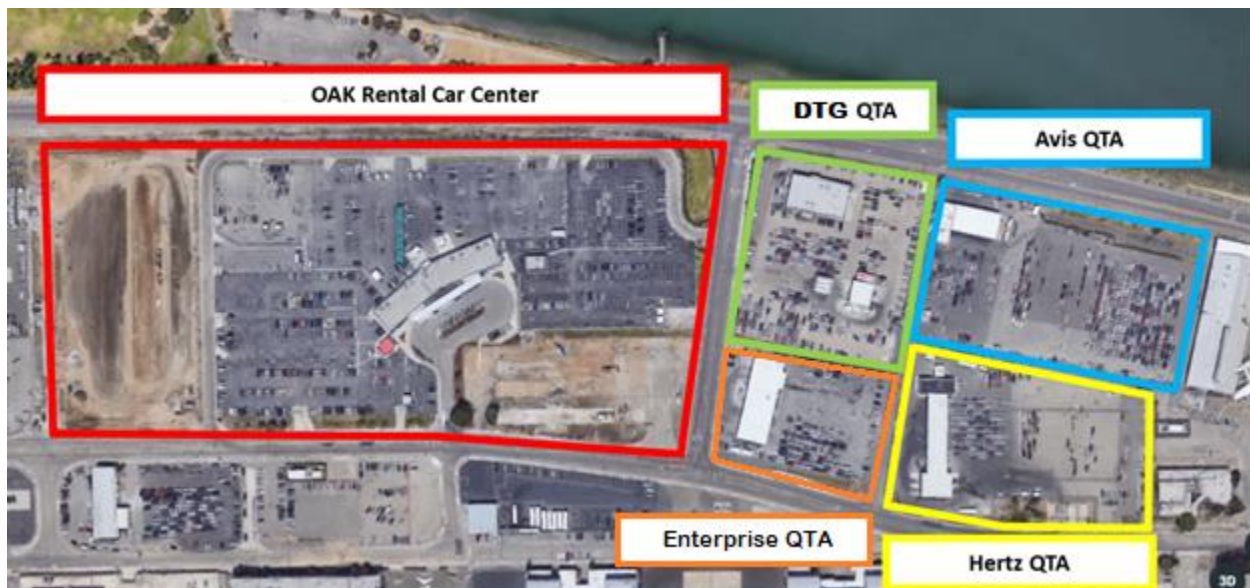 OAK Rental Car Center
DTG QTA
Avis QTA
Enterprise QTA
Hertz QTA
3D